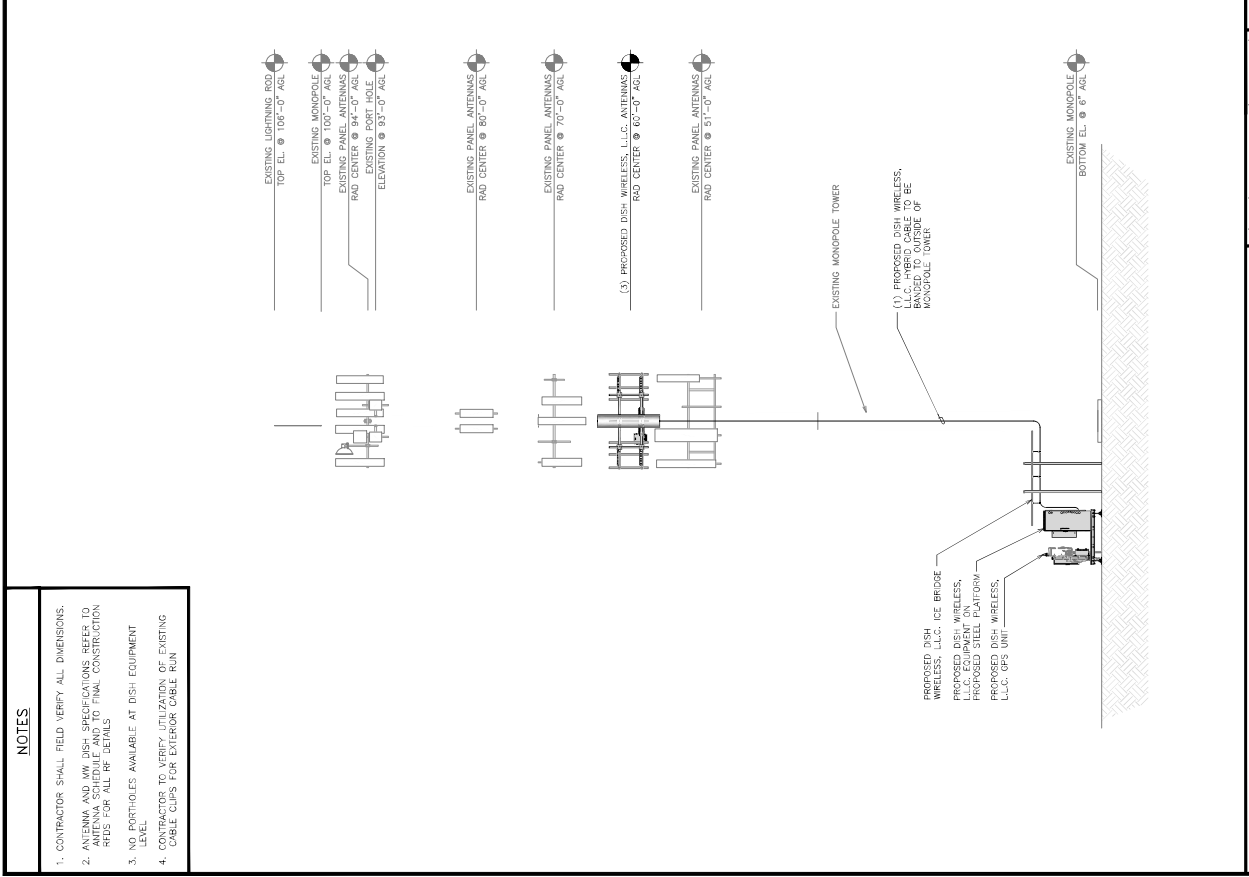 EXISTING LIGHTNING ROD
TOP EL. @ 106'-0" AGL
EXISTING MONOPOLE
TOP EL. @ 100'-0" AGL
EXISTING PANEL ANTENNAS
RAD CENTER @ 94'-0" AGL
EXISTING PORT HOLE
ELEVATION @ 93'-0" AGL
EXISTING PANEL ANTENNAS
RAD CENTER @ 80'-0" AGL
EXISTING PANEL ANTENNAS
RAD CENTER @ 70'-0" AGL
(3) PROPOSED DISH WIRELESS, L.L.C. ANTENNAS
RAD CENTER @ 60'-0" AGL
EXISTING PANEL ANTENNAS
RAD CENTER @ 51'-0" AGL
EXISTING MONOPOLE TOWER
(1) PROPOSED DISH WIRELESS,
L.L.C. HYBRID CABLE TO BE
BANDED TO OUTSIDE OF
MONOPOLE TOWER
EXISTING MONOPOLE
BOTTOM EL. @ 6" AGL
PROPOSED DISH
WIRELESS, L.L.C. ICE BRIDGE
PROPOSED DISH WIRELESS,
L.L.C. EQUIPMENT ON
PROPOSED STEEL PLATFORM
PROPOSED DISH WIRELESS,
L.L.C. GPS UNIT
NOTES
1. CONTRACTOR SHALL FIELD VERIFY ALL DIMENSIONS.
2. ANTENNA AND MW DISH SPECIFICATIONS REFER TO
ANTENNA SCHEDULE AND TO FINAL CONSTRUCTION
RFDS FOR ALL RF DETAILS
3. NO PORTHOLES AVAILABLE AT DISH EQUIPMENT
LEVEL
4. CONTRACTOR TO VERIFY UTILIZATION OF EXISTING
CABLE CLIPS FOR EXTERIOR CABLE RUN